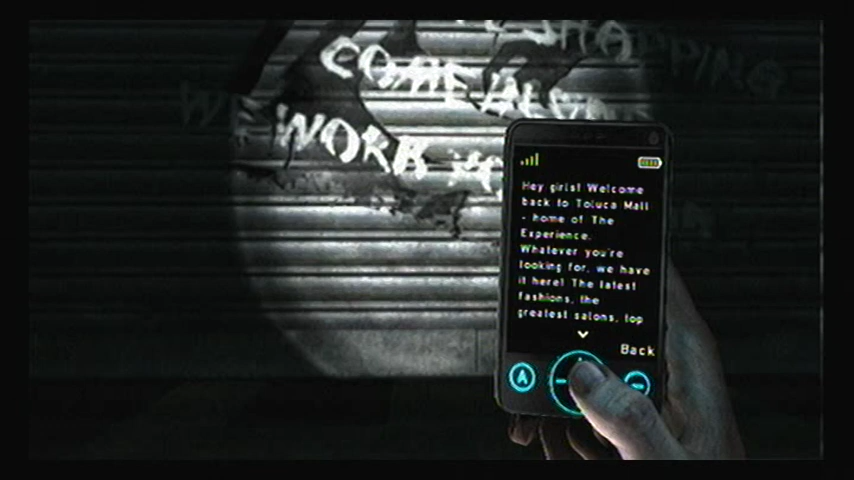 SHOPPING
COME
WE WORK
Hey girls! Welcome
back to Toluca Mall
- home of The
Experience.
Whatever you're
looking for, we have
it here! The latest
fashions, the
greatest salons, top
Back
A
-